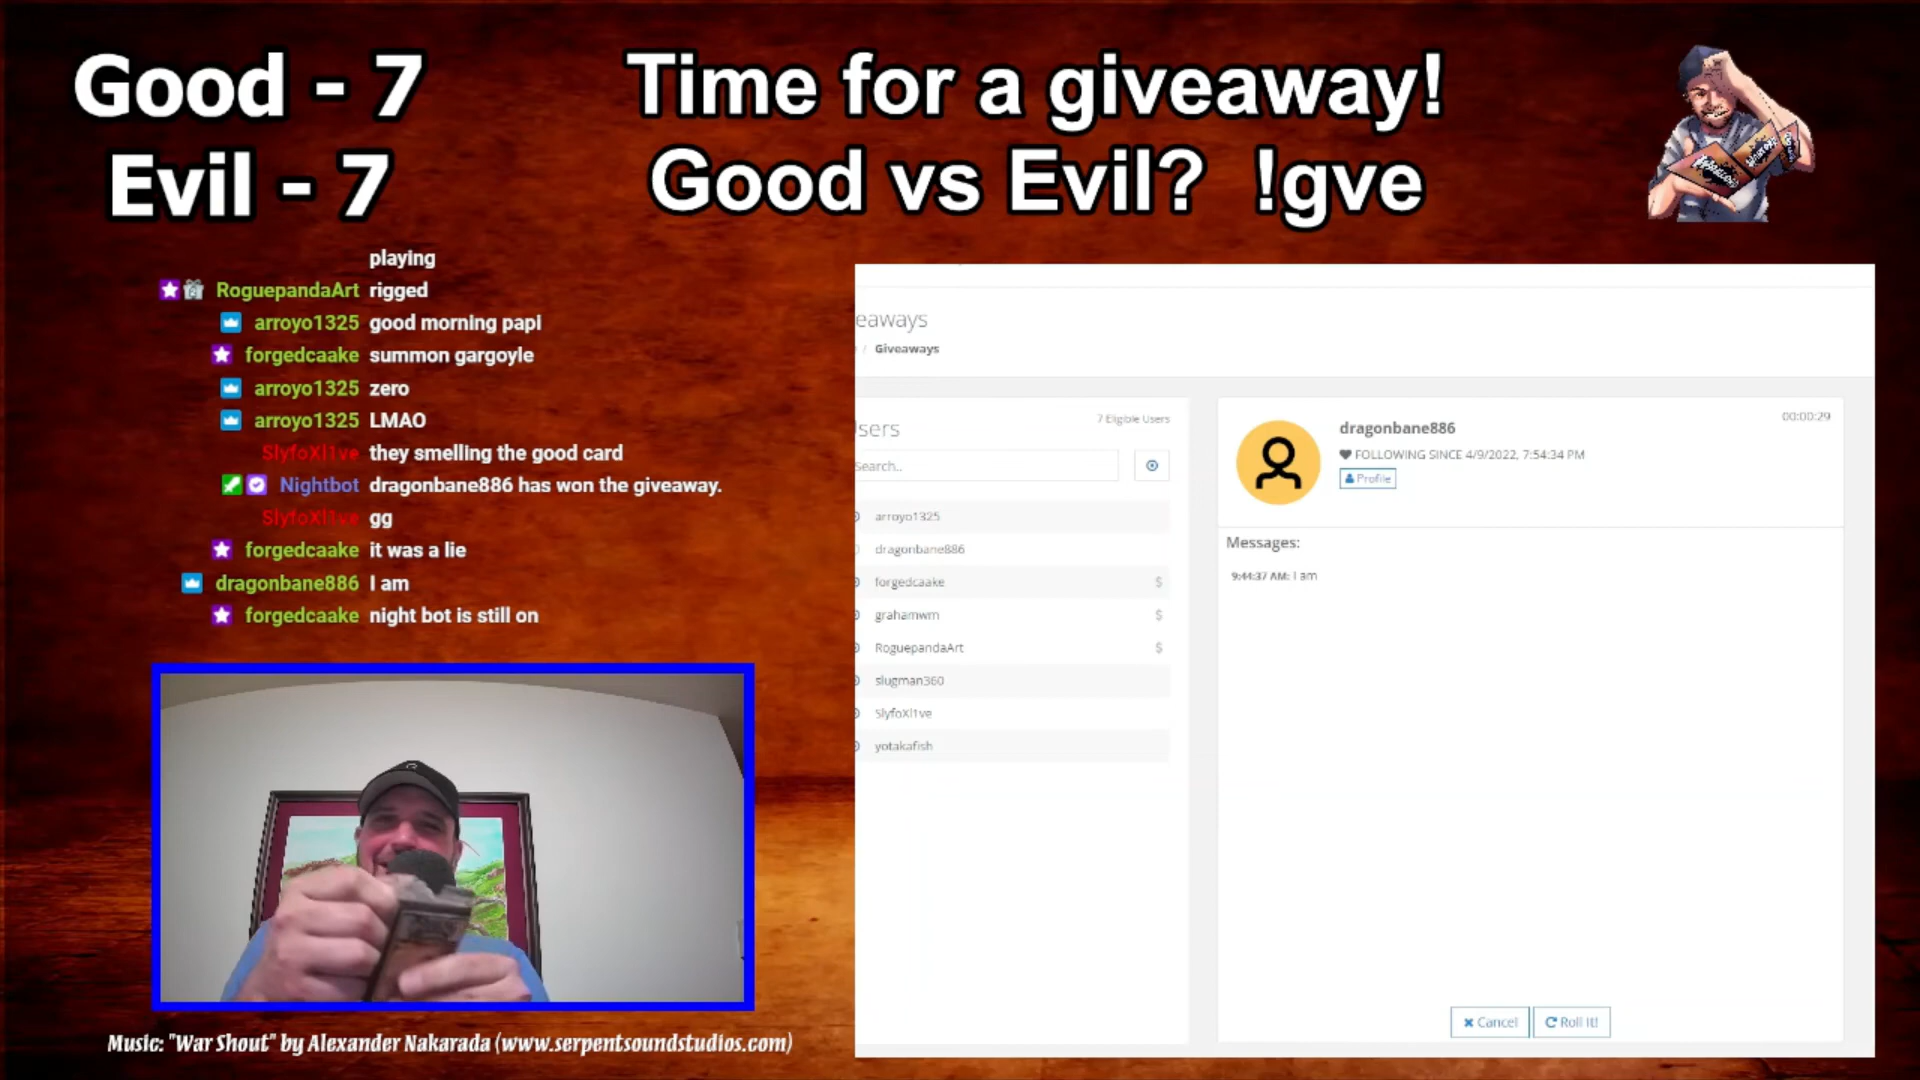 Good - 7
Evil - 7
Time for a giveaway!
Good vs Evil? !gve
playing
RoguepandaArt rigged
arroyo1325 good morning papi
forgedcaake summon gargoyle
arroyo1325 zero
arroyo1325 LMAO
SlyfoXl1ve they smelling the good card
Nightbot dragonbane886 has won the giveaway.
SlyfoXl1ve gg
forgedcaake it was a lie
dragonbane886 I am
forgedcaake night bot is still on
Music: "War Shout" by Alexander Nakarada (www.serpentsoundstudios.com)
eaways
/ Giveaways
7 Eligible Users
sers
Search..
arroyo1325
dragonbane886
forgedcaake $
grahamwm $
RoguepandaArt $
slugman360
SlyfoXl1ve
yotakafish
00:00:29
dragonbane886
FOLLOWING SINCE 4/9/2022, 7:54:34 PM
Profile
Messages:
9:44:37 AM: I am
Cancel
Roll It!